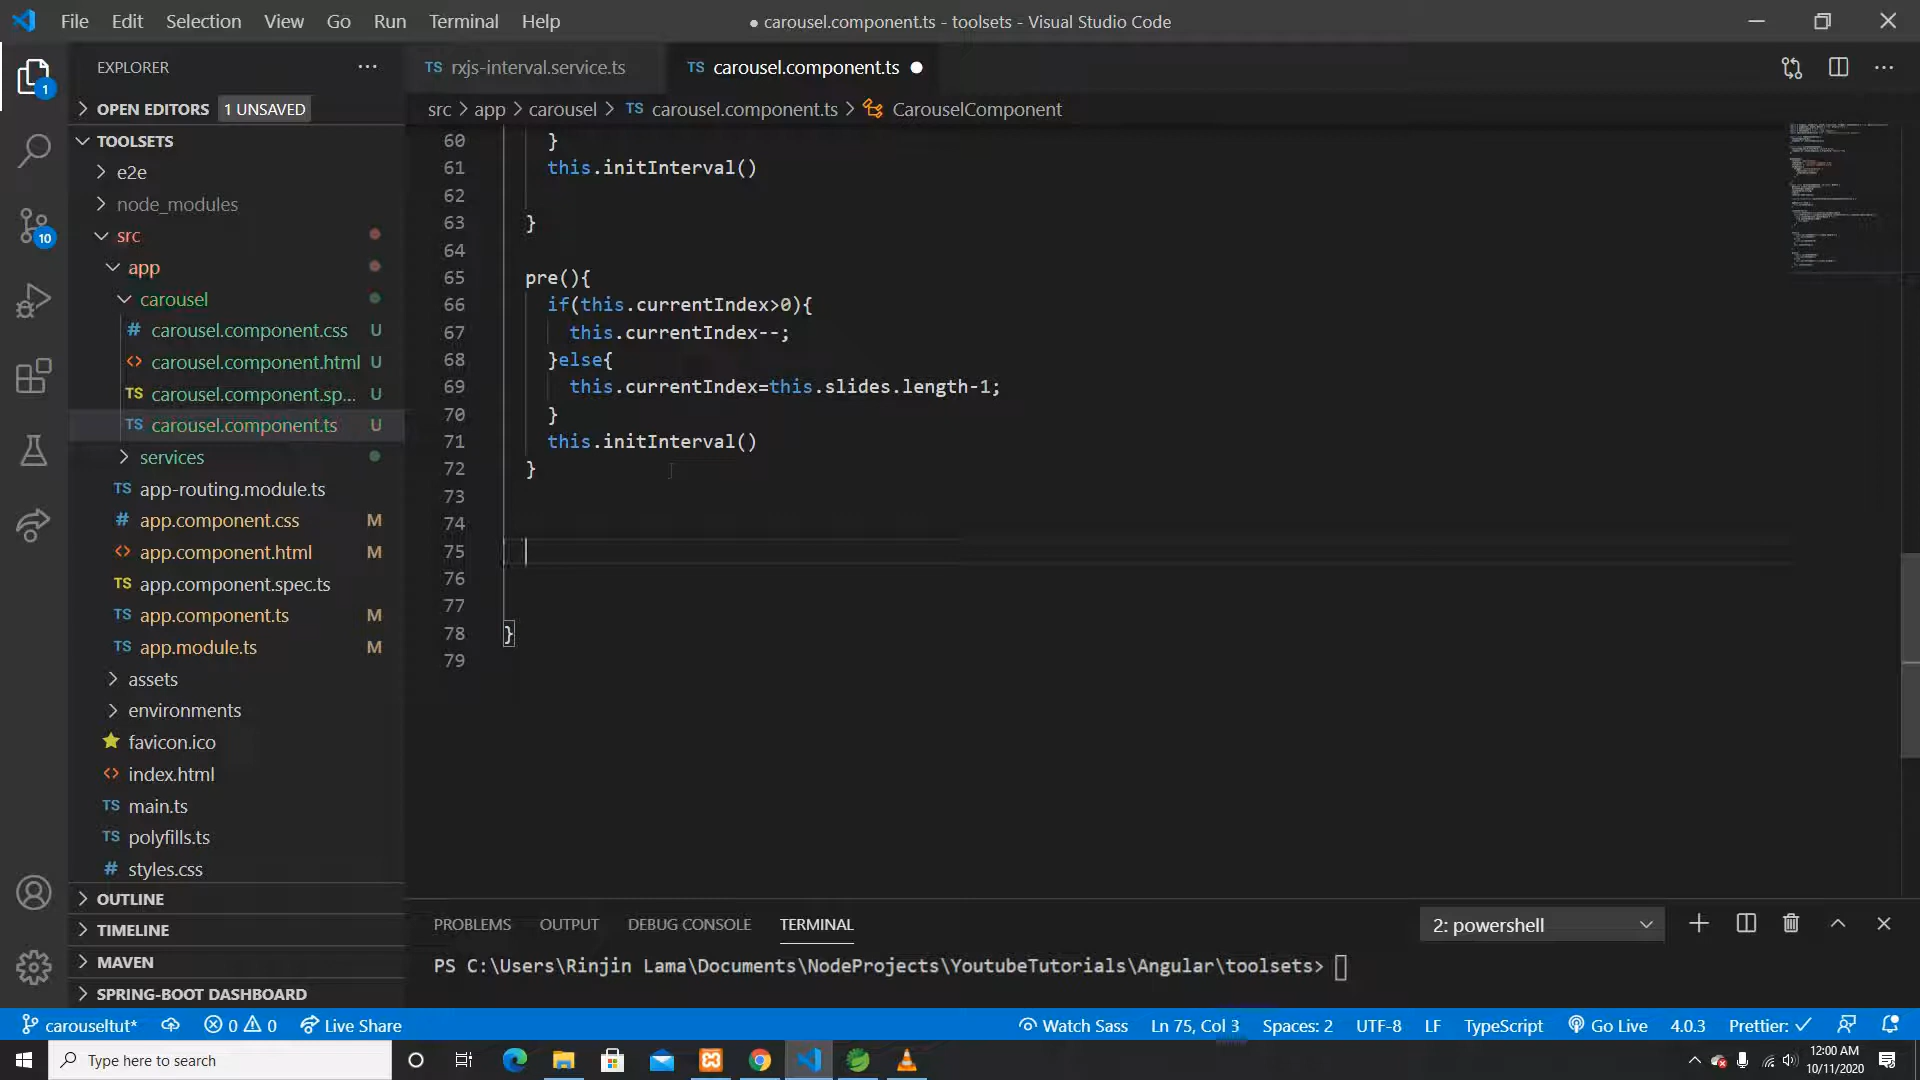 File Edit Selection View Go Run Terminal Help
● carousel.component.ts - toolsets - Visual Studio Code
EXPLORER
OPEN EDITORS 1 UNSAVED
TOOLSETS
e2e
node_modules
src
app
carousel
# carousel.component.css U
<> carousel.component.html U
TS carousel.component.sp... U
TS carousel.component.ts U
services
TS app-routing.module.ts
# app.component.css M
<> app.component.html M
TS app.component.spec.ts
TS app.component.ts M
TS app.module.ts M
assets
environments
favicon.ico
<> index.html
TS main.ts
TS polyfills.ts
# styles.css
OUTLINE
TIMELINE
MAVEN
SPRING-BOOT DASHBOARD
1
10
TS rxjs-interval.service.ts TS carousel.component.ts ●
src > app > carousel > TS carousel.component.ts > CarouselComponent
60 }
61 this.initInterval()
62
63 }
64
65 pre(){
66 if(this.currentIndex>0){
67 this.currentIndex--;
68 }else{
69 this.currentIndex=this.slides.length-1;
70 }
71 this.initInterval()
72 }
73
74
75
76
77
78 }
79
PROBLEMS OUTPUT DEBUG CONSOLE TERMINAL 2: powershell
PS C:\Users\Rinjin Lama\Documents\NodeProjects\YoutubeTutorials\Angular\toolsets>
carouseltut* 0 0 Live Share Watch Sass Ln 75, Col 3 Spaces: 2 UTF-8 LF TypeScript Go Live 4.0.3 Prettier: ✓
Type here to search
12:00 AM
10/11/2020